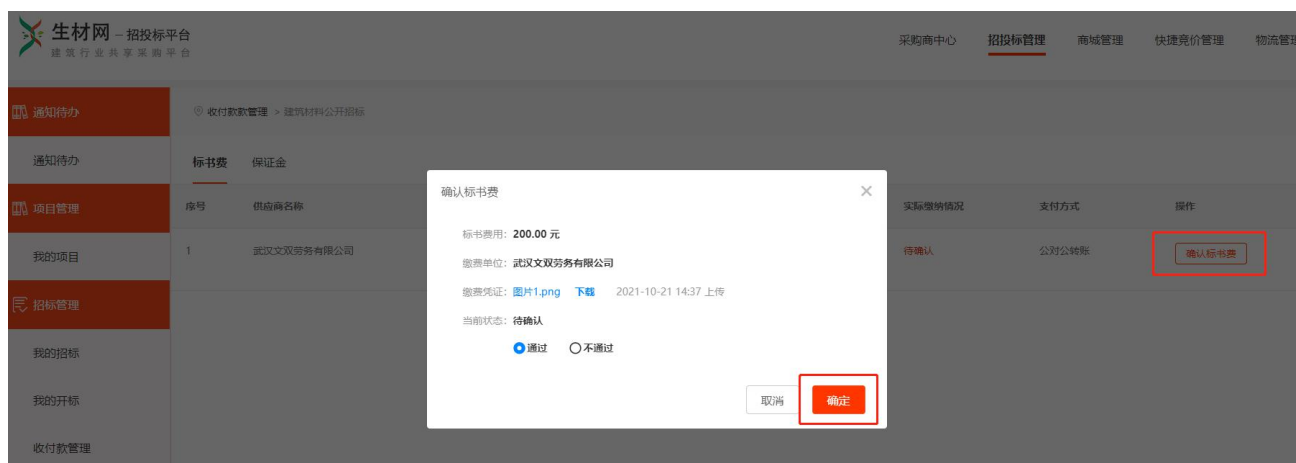 生材网 – 招投标平台
建筑行业共享采购平台
采购商中心 招投标管理 商城管理 快捷竞价管理 物流管理
通知待办
收付款款管理 > 建筑材料公开招标
通知待办
标书费 保证金
项目管理
序号 供应商名称 实际缴纳情况 支付方式 操作
我的项目
1 武汉文双劳务有限公司 待确认 公对公转账 确认标书费
招标管理
我的招标
我的开标
收付款管理
确认标书费
标书费用: 200.00 元
缴费单位: 武汉文双劳务有限公司
缴费凭证: 图片1.png 下载 2021-10-21 14:37 上传
当前状态: 待确认
通过 不通过
取消 确定